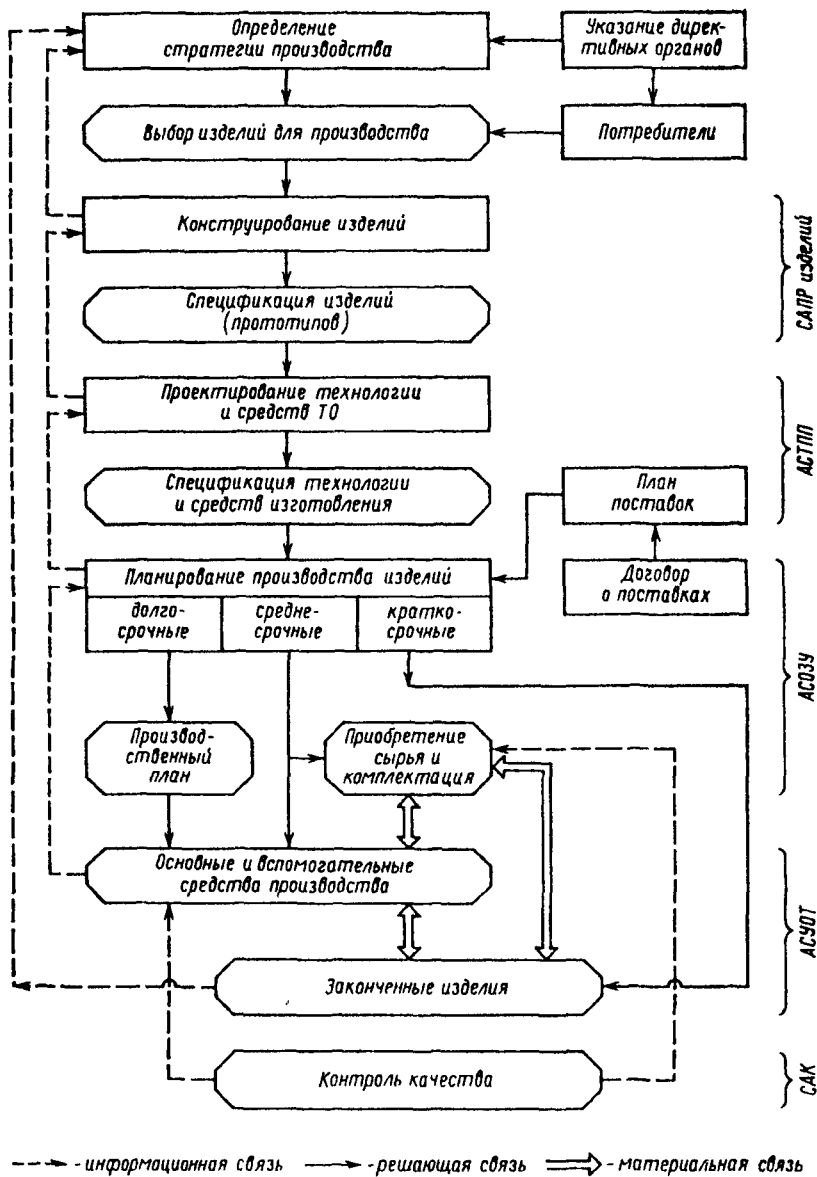 Определение
стратегии производства
Указание дирек-
тивных органов
Выбор изделий для производства
Потребители
Конструирование изделий
Спецификация изделий
(прототипов)
САПР изделий
Проектирование технологии
и средств ТО
Спецификация технологии
и средств изготовления
План
поставок
АСТПП
Планирование производства изделий
Договор
о поставках
долго-
срочные
средне-
срочные
кратко-
срочные
АСОЗУ
Производ-
ственный
план
Приобретение
сырья и
комплектация
Основные и вспомогательные
средства производства
АСУОТ
Законченные изделия
Контроль качества
САК
- информационная связь
- решающая связь
- материальная связь